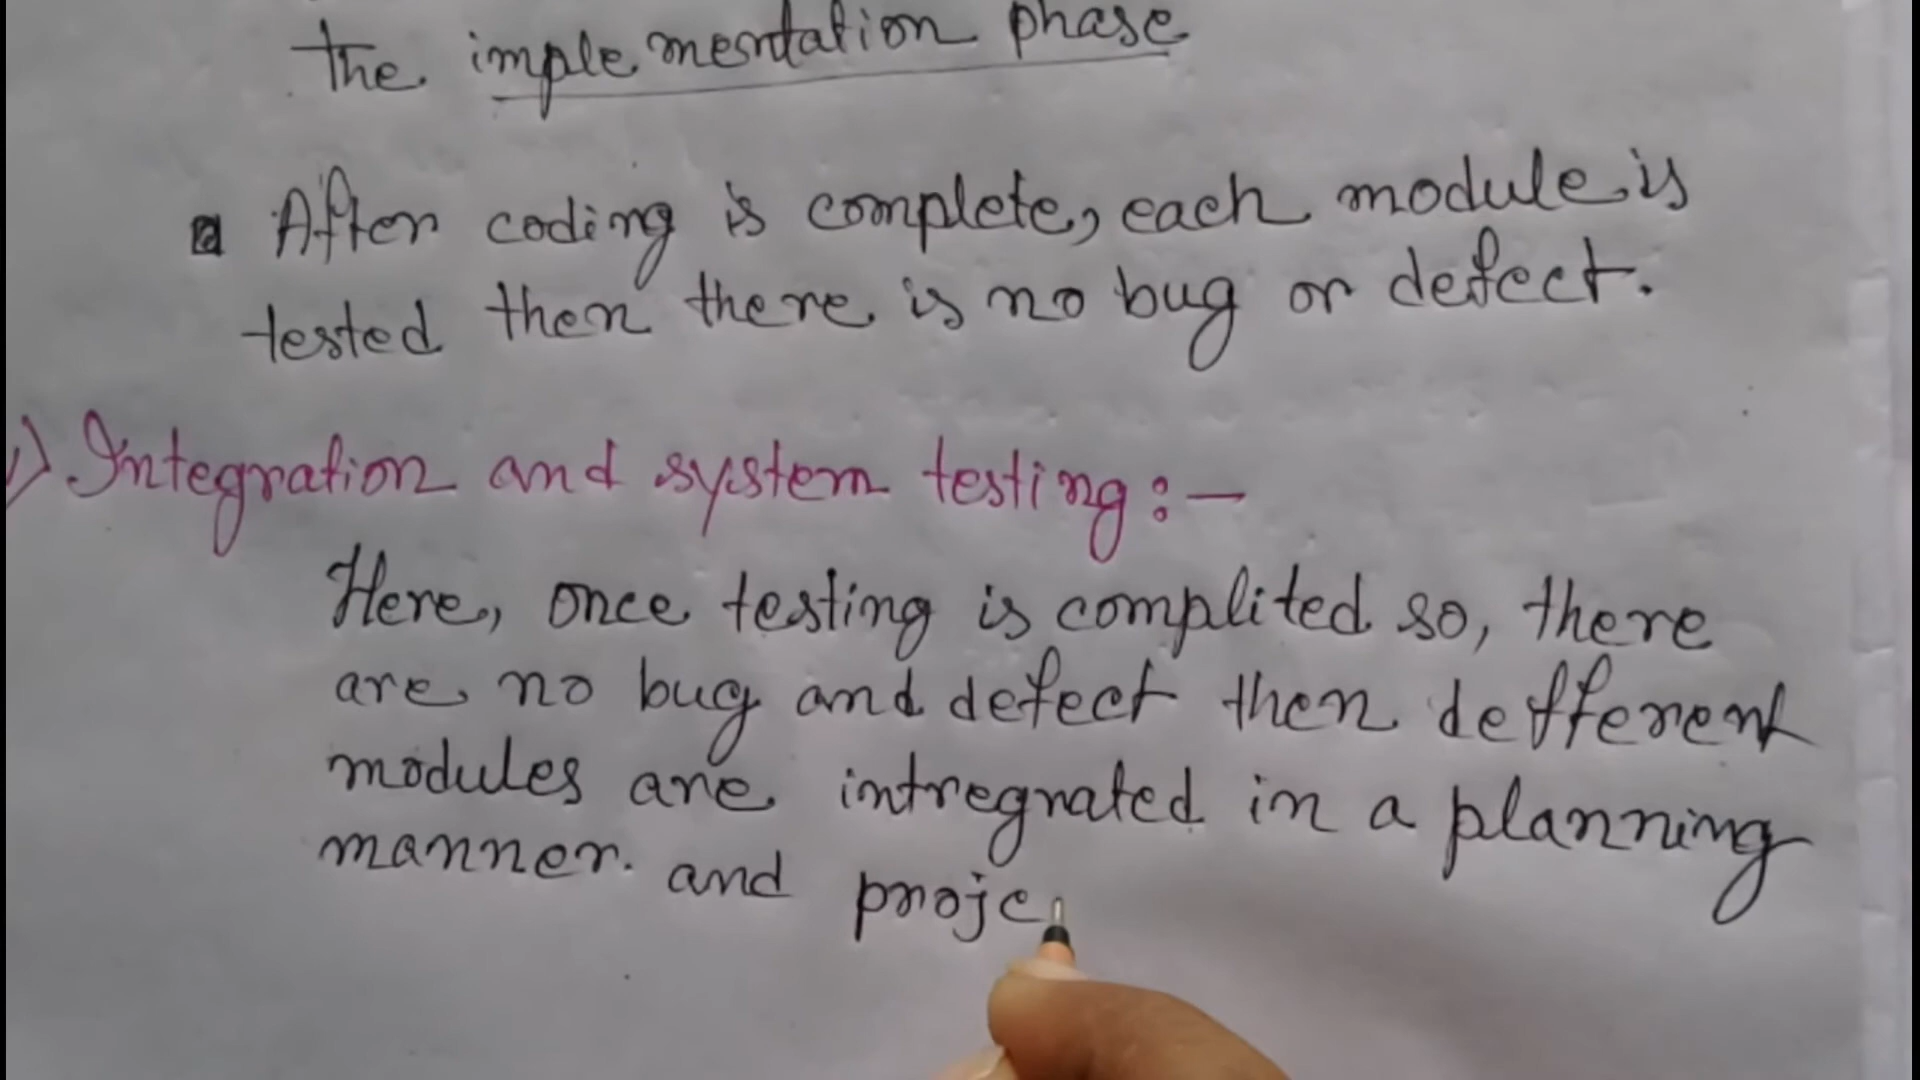 the implementation phase
After coding is complete, each module is
tested then there is no bug or defect.
) Integration and system testing:-
Here, once testing is complited so, there
are no bug and defect then defferent
modules are intregrated in a planning
manner. and proje